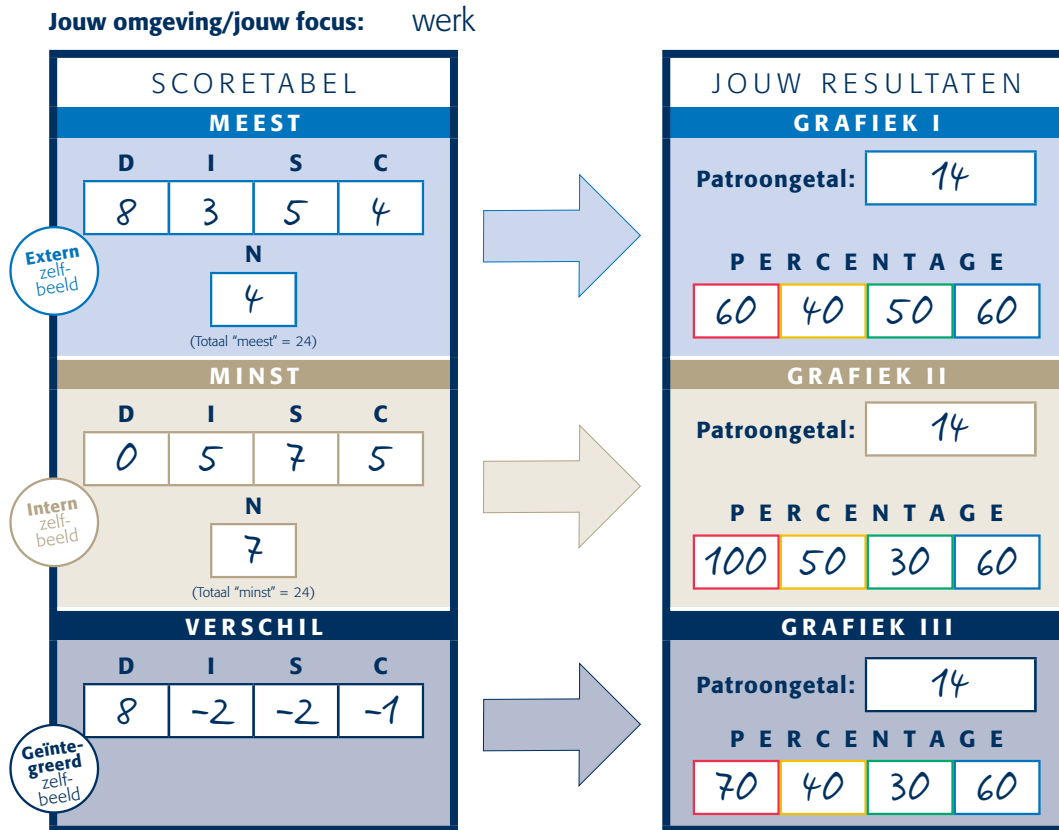 Jouw omgeving/jouw focus: werk
SCORETABEL
MEEST
D I S C
8 3 5 4
Extern
zelf-
beeld
N
4
(Totaal "meest" = 24)
MINST
D I S C
0 5 7 5
Intern
zelf-
beeld
N
7
(Totaal "minst" = 24)
VERSCHIL
D I S C
8 -2 -2 -1
Geïnte-
greerd
zelf-
beeld
JOUW RESULTATEN
GRAFIEK I
Patroongetal: 14
PERCENTAGE
60 40 50 60
GRAFIEK II
Patroongetal: 14
PERCENTAGE
100 50 30 60
GRAFIEK III
Patroongetal: 14
PERCENTAGE
70 40 30 60